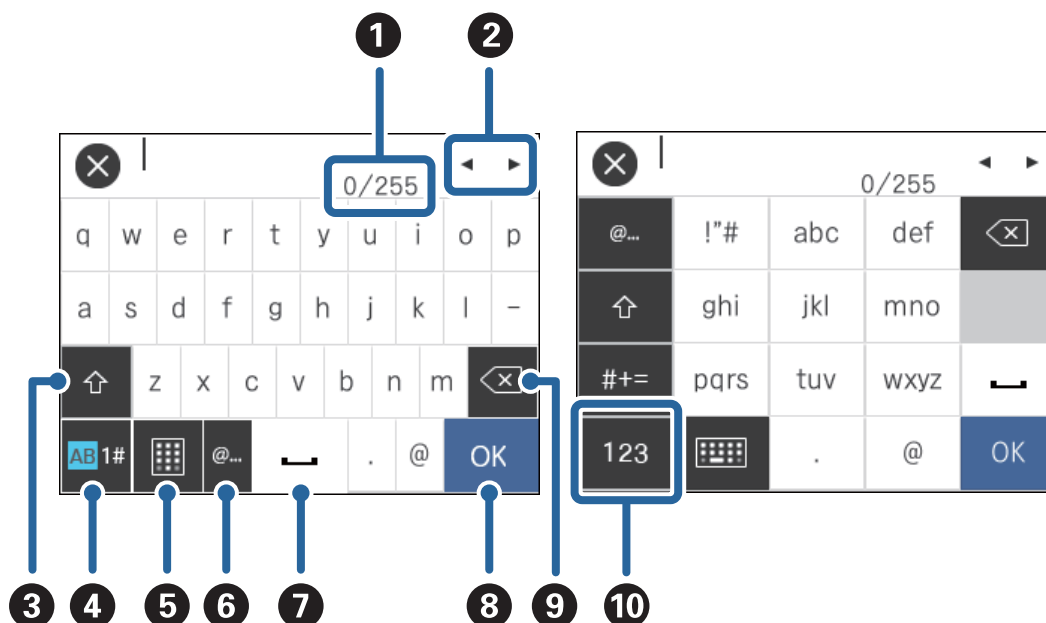 1 2
0/255
q w e r t y u i o p
a s d f g h j k l –
z x c v b n m
AB 1# @... . @ OK
3 4 5 6 7 8 9
0/255
@... !"# abc def
ghi jkl mno
#+= pqrs tuv wxyz
123 . @ OK
10